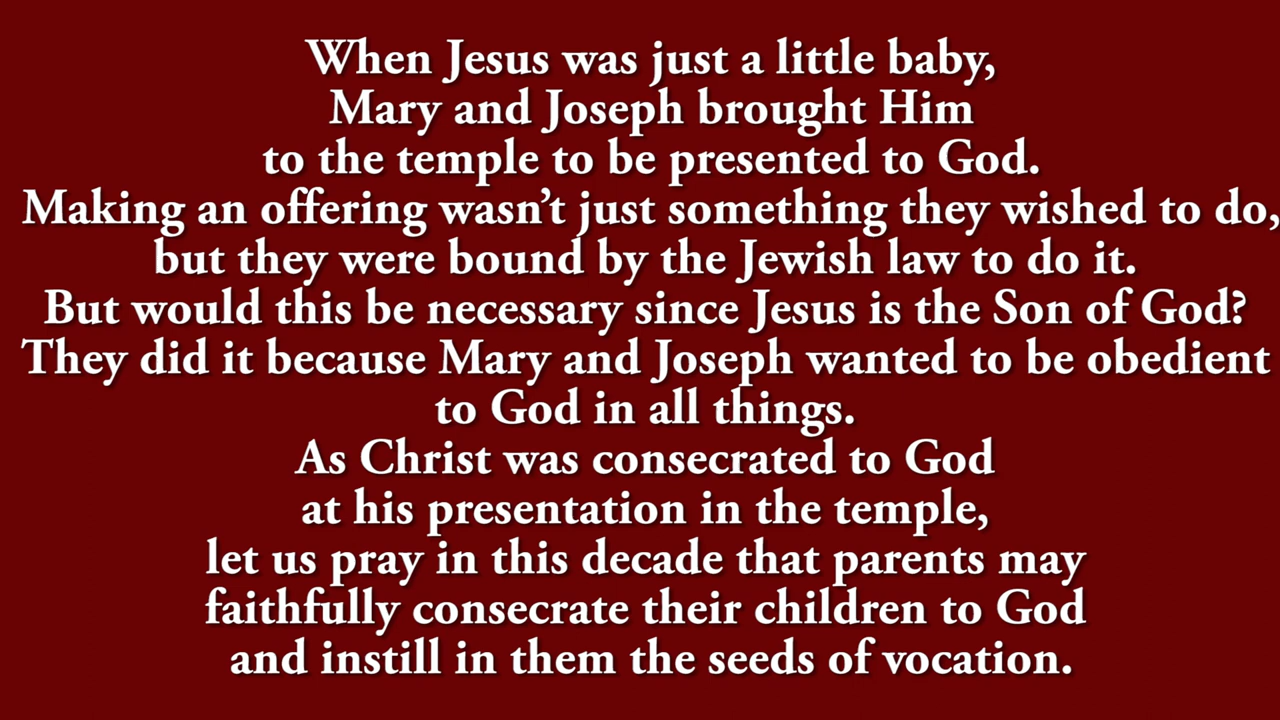 When Jesus was just a little baby,
Mary and Joseph brought Him
to the temple to be presented to God.
Making an offering wasn’t just something they wished to do,
but they were bound by the Jewish law to do it.
But would this be necessary since Jesus is the Son of God?
They did it because Mary and Joseph wanted to be obedient
to God in all things.
As Christ was consecrated to God
at his presentation in the temple,
let us pray in this decade that parents may
faithfully consecrate their children to God
and instill in them the seeds of vocation.